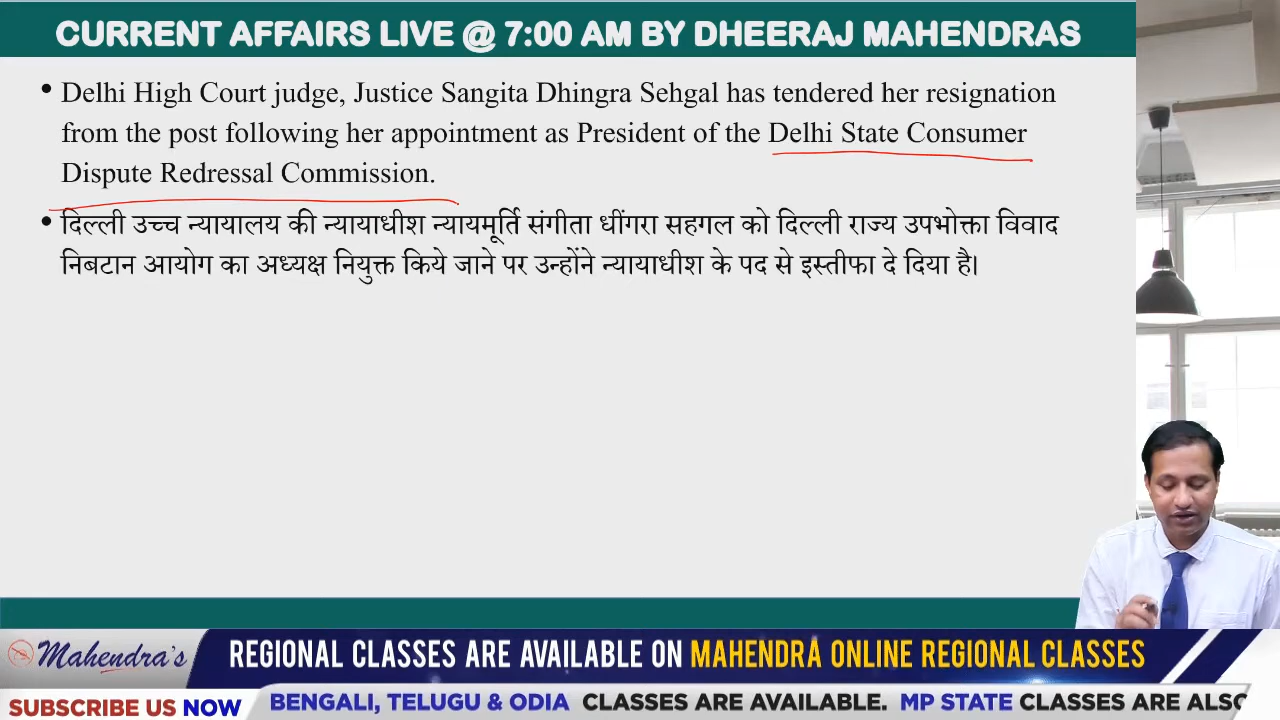 CURRENT AFFAIRS LIVE @ 7:00 AM BY DHEERAJ MAHENDRAS
• Delhi High Court judge, Justice Sangita Dhingra Sehgal has tendered her resignation
from the post following her appointment as President of the Delhi State Consumer
Dispute Redressal Commission.
• दिल्ली उच्च न्यायालय की न्यायाधीश न्यायमूर्ति संगीता धींगरा सहगल को दिल्ली राज्य उपभोक्ता विवाद
निबटान आयोग का अध्यक्ष नियुक्त किये जाने पर उन्होंने न्यायाधीश के पद से इस्तीफा दे दिया है।
Mahendra's
REGIONAL CLASSES ARE AVAILABLE ON MAHENDRA ONLINE REGIONAL CLASSES
SUBSCRIBE US NOW
BENGALI, TELUGU & ODIA CLASSES ARE AVAILABLE. MP STATE CLASSES ARE ALSO